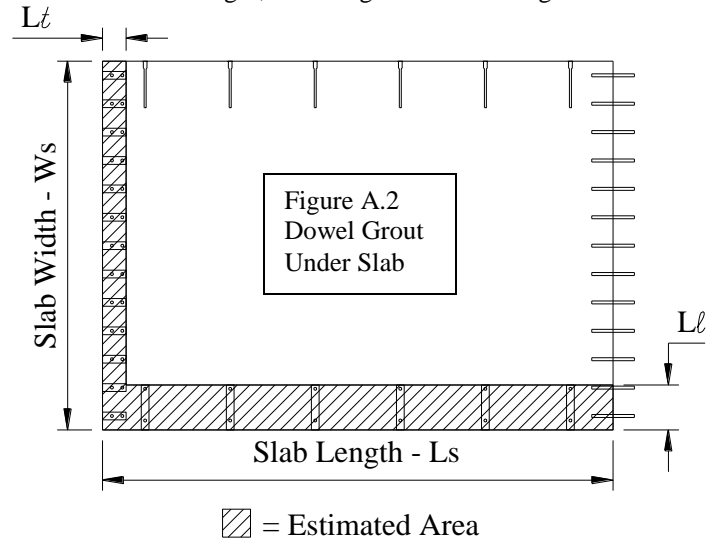 Lt
Slab Width - Ws
Figure A.2
Dowel Grout
Under Slab
Lℓ
Slab Length - Ls
= Estimated Area